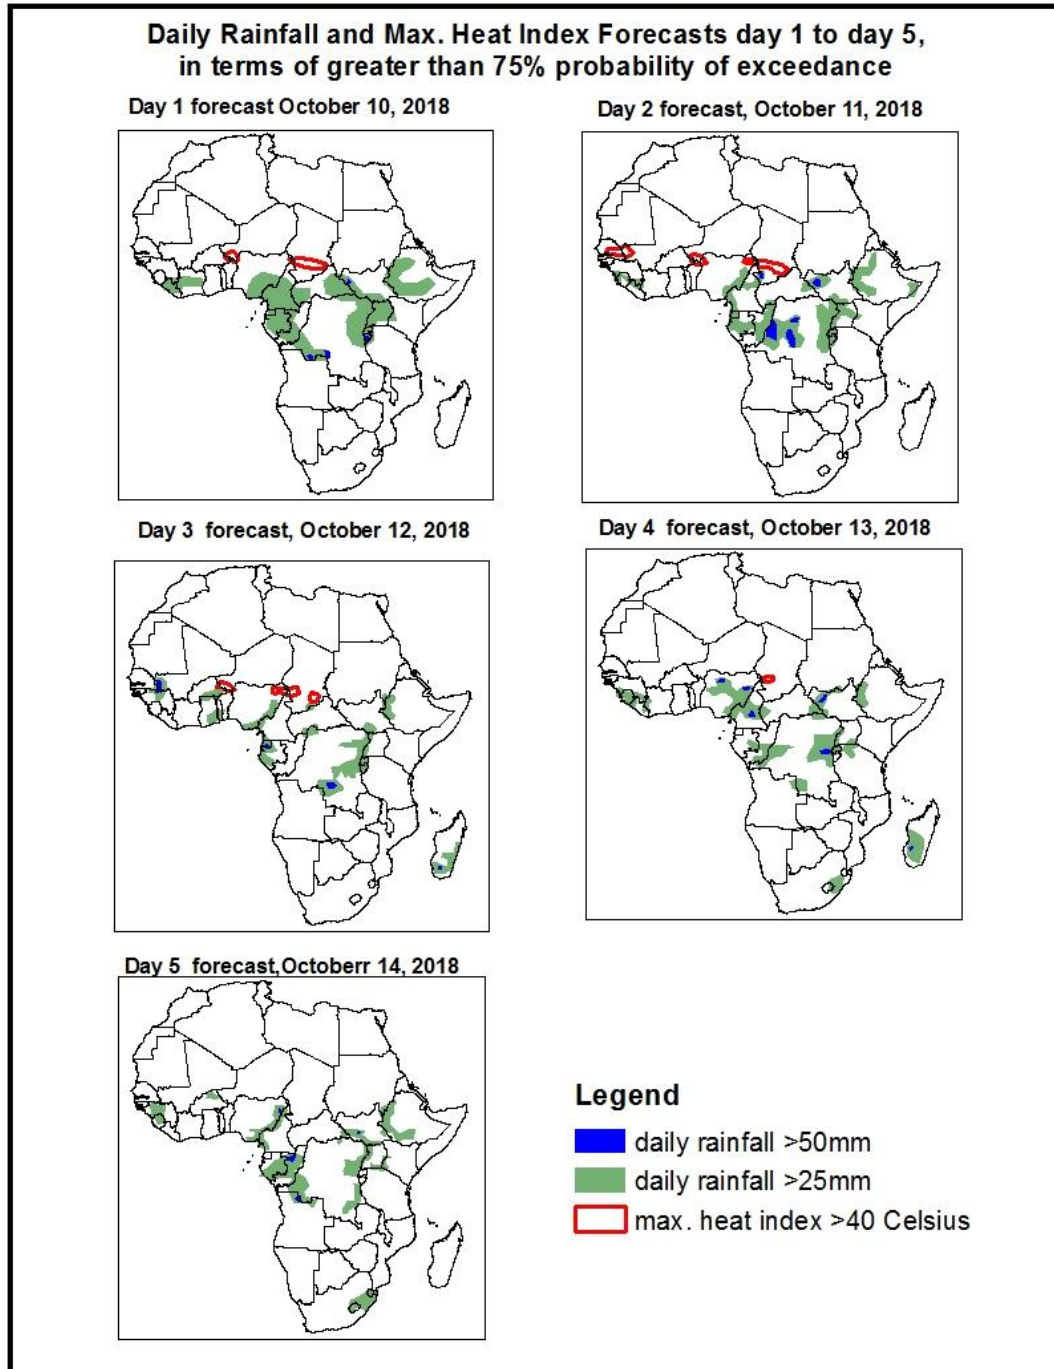 Daily Rainfall and Max. Heat Index Forecasts day 1 to day 5,
in terms of greater than 75% probability of exceedance
Day 1 forecast October 10, 2018
Day 2 forecast, October 11, 2018
Day 3 forecast, October 12, 2018
Day 4 forecast, October 13, 2018
Day 5 forecast,Octoberr 14, 2018
Legend
daily rainfall >50mm
daily rainfall >25mm
max. heat index >40 Celsius